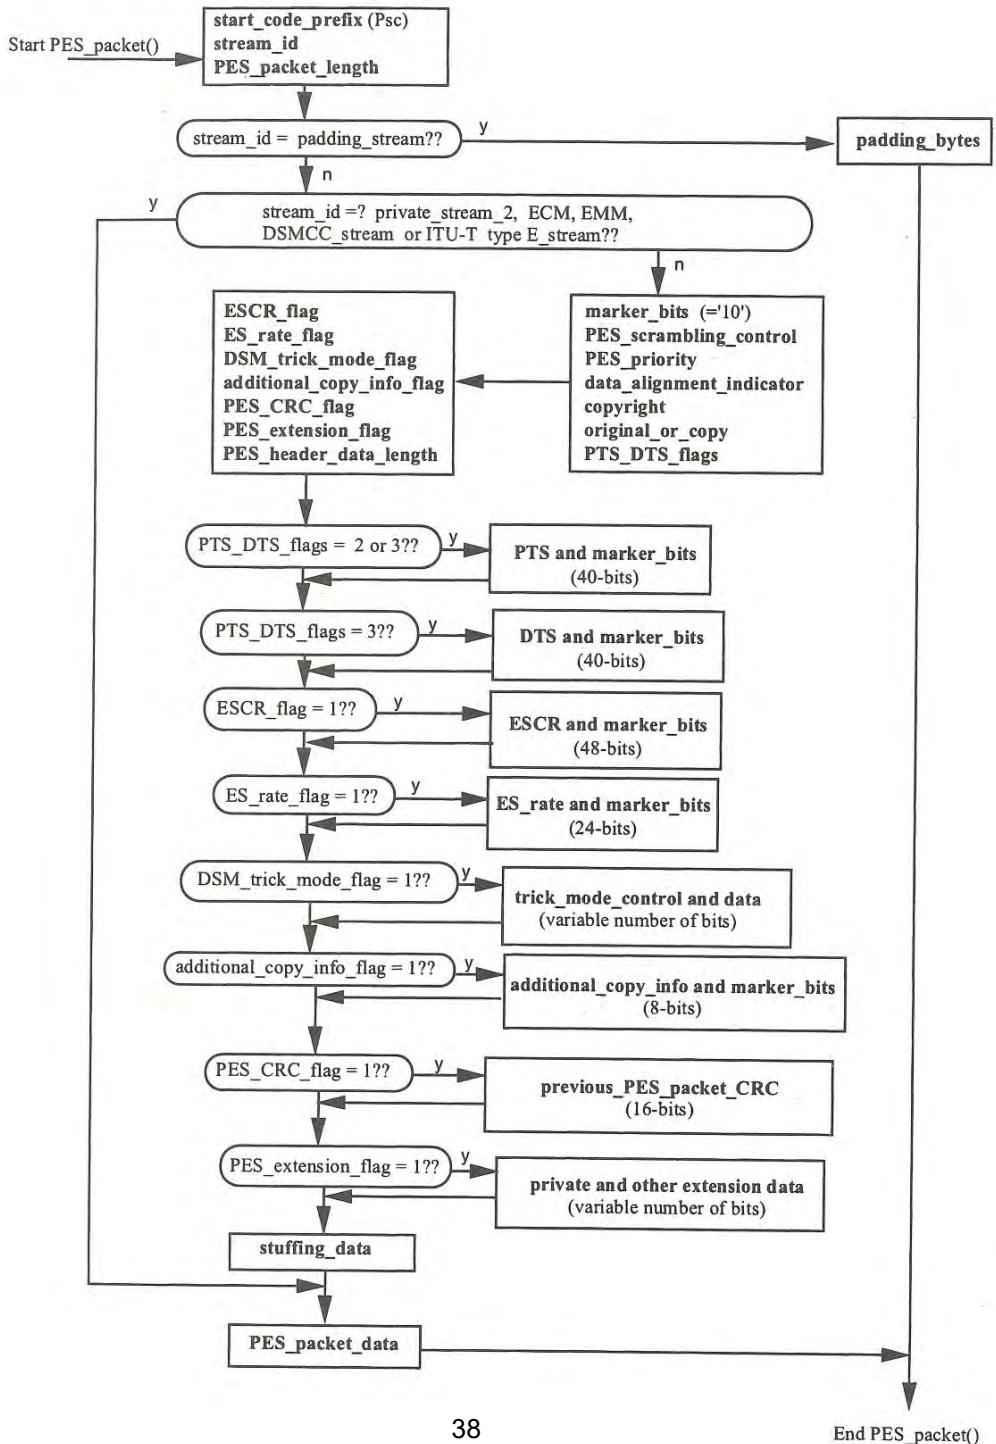 start_code_prefix (Psc)
Start PES_packet()
stream_id
PES_packet_length
stream_id = padding_stream??
y
padding_bytes
n
y
stream_id =? private_stream_2, ECM, EMM,
DSMCC_stream or ITU-T type E_stream??
n
ESCR_flag
ES_rate_flag
DSM_trick_mode_flag
additional_copy_info_flag
PES_CRC_flag
PES_extension_flag
PES_header_data_length
marker_bits (='10')
PES_scrambling_control
PES_priority
data_alignment_indicator
copyright
original_or_copy
PTS_DTS_flags
PTS_DTS_flags = 2 or 3??
y
PTS and marker_bits
(40-bits)
PTS_DTS_flags = 3??
y
DTS and marker_bits
(40-bits)
ESCR_flag = 1??
y
ESCR and marker_bits
(48-bits)
ES_rate_flag = 1??
y
ES_rate and marker_bits
(24-bits)
DSM_trick_mode_flag = 1??
y
trick_mode_control and data
(variable number of bits)
additional_copy_info_flag = 1??
y
additional_copy_info and marker_bits
(8-bits)
PES_CRC_flag = 1??
y
previous_PES_packet_CRC
(16-bits)
PES_extension_flag = 1??
y
private and other extension data
(variable number of bits)
stuffing_data
PES_packet_data
38
End PES_packet()